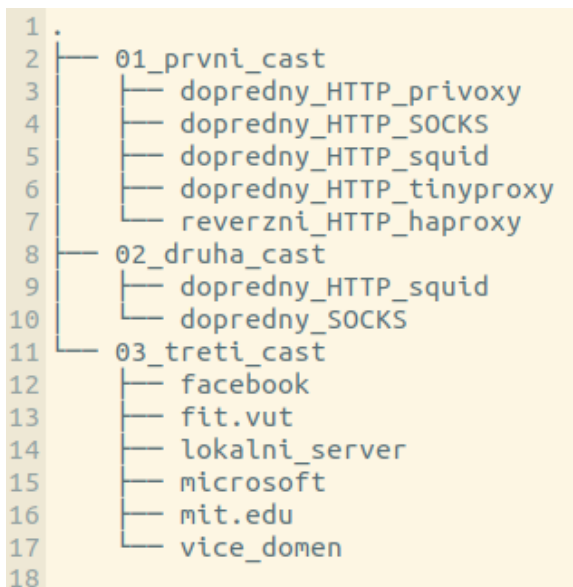 1 .
2 ├── 01_prvni_cast
3 │   ├── dopredny_HTTP_privoxy
4 │   ├── dopredny_HTTP_SOCKS
5 │   ├── dopredny_HTTP_squid
6 │   ├── dopredny_HTTP_tinyproxy
7 │   └── reverzni_HTTP_haproxy
8 ├── 02_druha_cast
9 │   ├── dopredny_HTTP_squid
10 │   └── dopredny_SOCKS
11 └── 03_treti_cast
12     ├── facebook
13     ├── fit.vut
14     ├── lokalni_server
15     ├── microsoft
16     ├── mit.edu
17     └── vice_domen
18